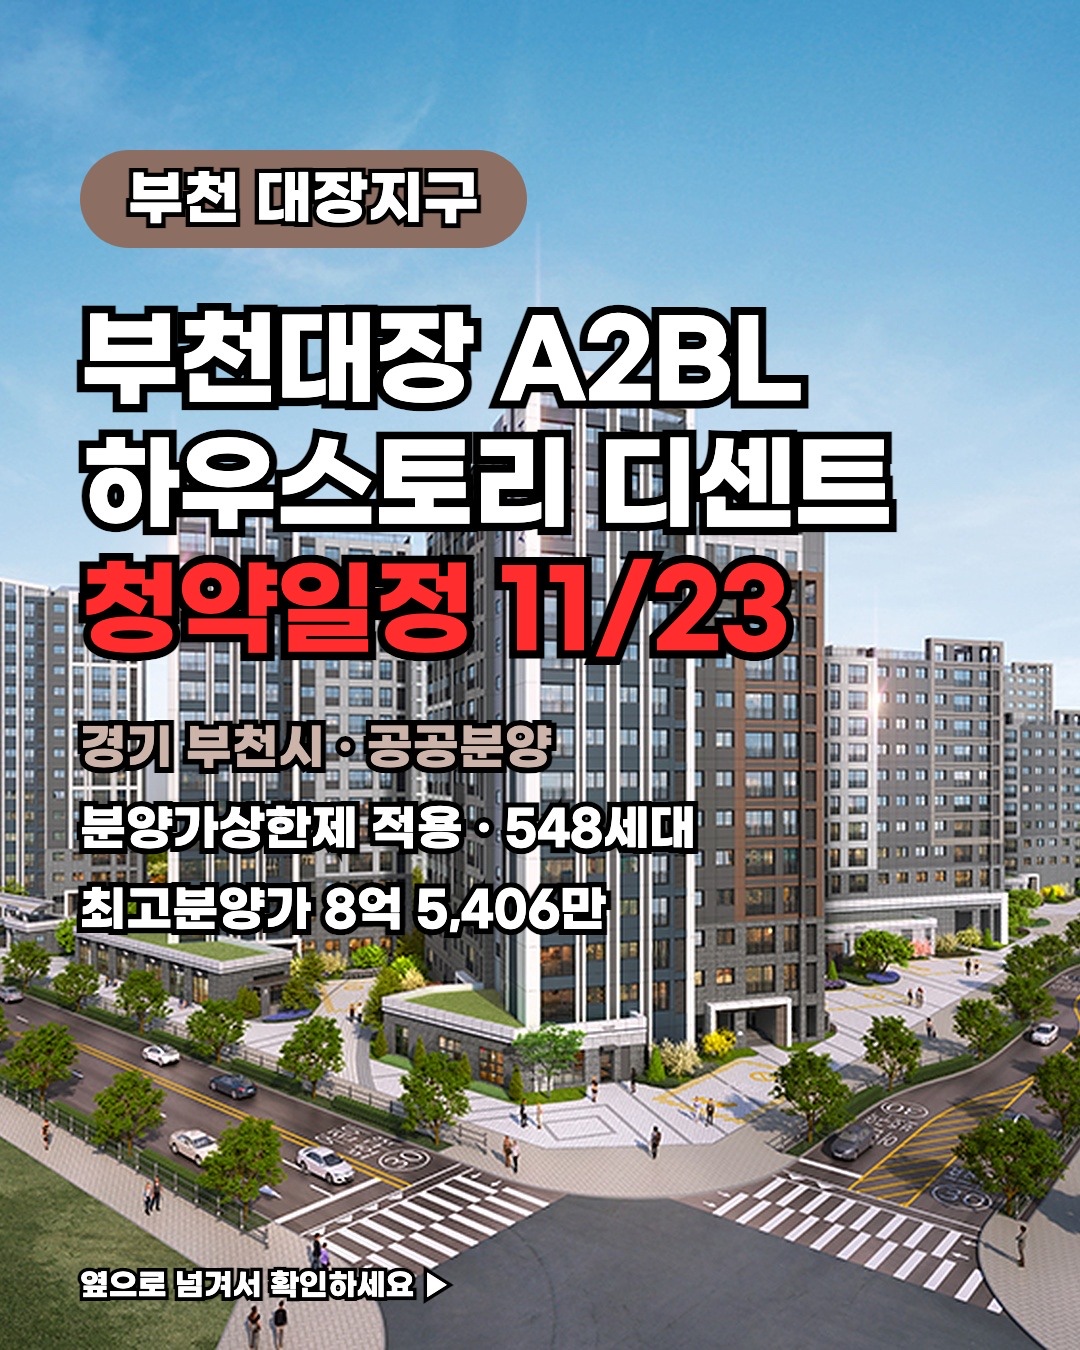 부천 대장지구
부천대장 A2BL
하우스토리 디센트
청약일정 11/23
경기 부천시 · 공공분양
분양가상한제 적용 · 548세대
최고분양가 8억 5,406만
옆으로 넘겨서 확인하세요 ▶
30
30
30